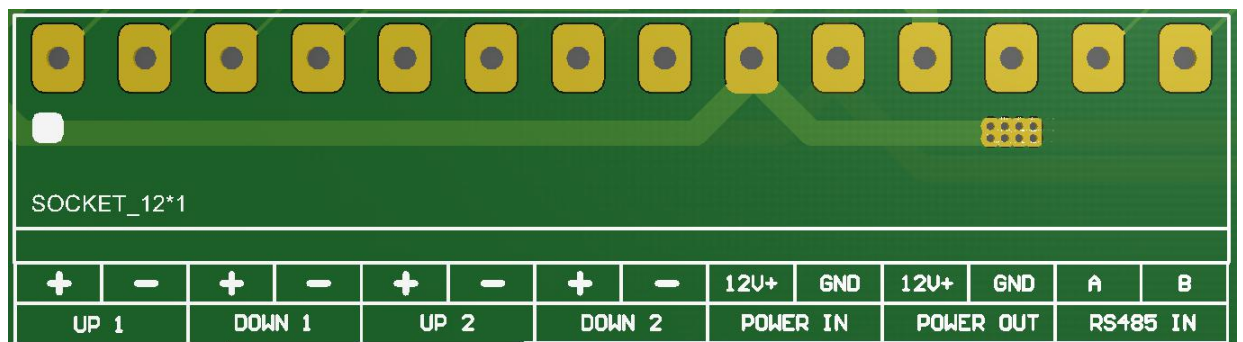 SOCKET_12*1
+ - + - + - + - 12V+ GND 12V+ GND A B
UP 1 DOWN 1 UP 2 DOWN 2 POWER IN POWER OUT RS485 IN